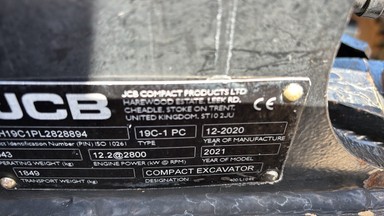 JCB
JCB COMPACT PRODUCTS LTD
HAREWOOD ESTATE, LEEK RD,
CHEADLE, STOKE ON TRENT,
UNITED KINGDOM, ST10 2JU
CE
H19C1PL2828894
19C-1 PC
12-2020
Identification Number (PIN) ISO 10261
TYPE
YEAR OF MANUFACTURE
12.2@2800
2021
OPERATING WEIGHT (kg)
ENGINE POWER (kW @ RPM)
YEAR OF MODEL
1849
COMPACT EXCAVATOR
TRANSPORT WEIGHT (kg)